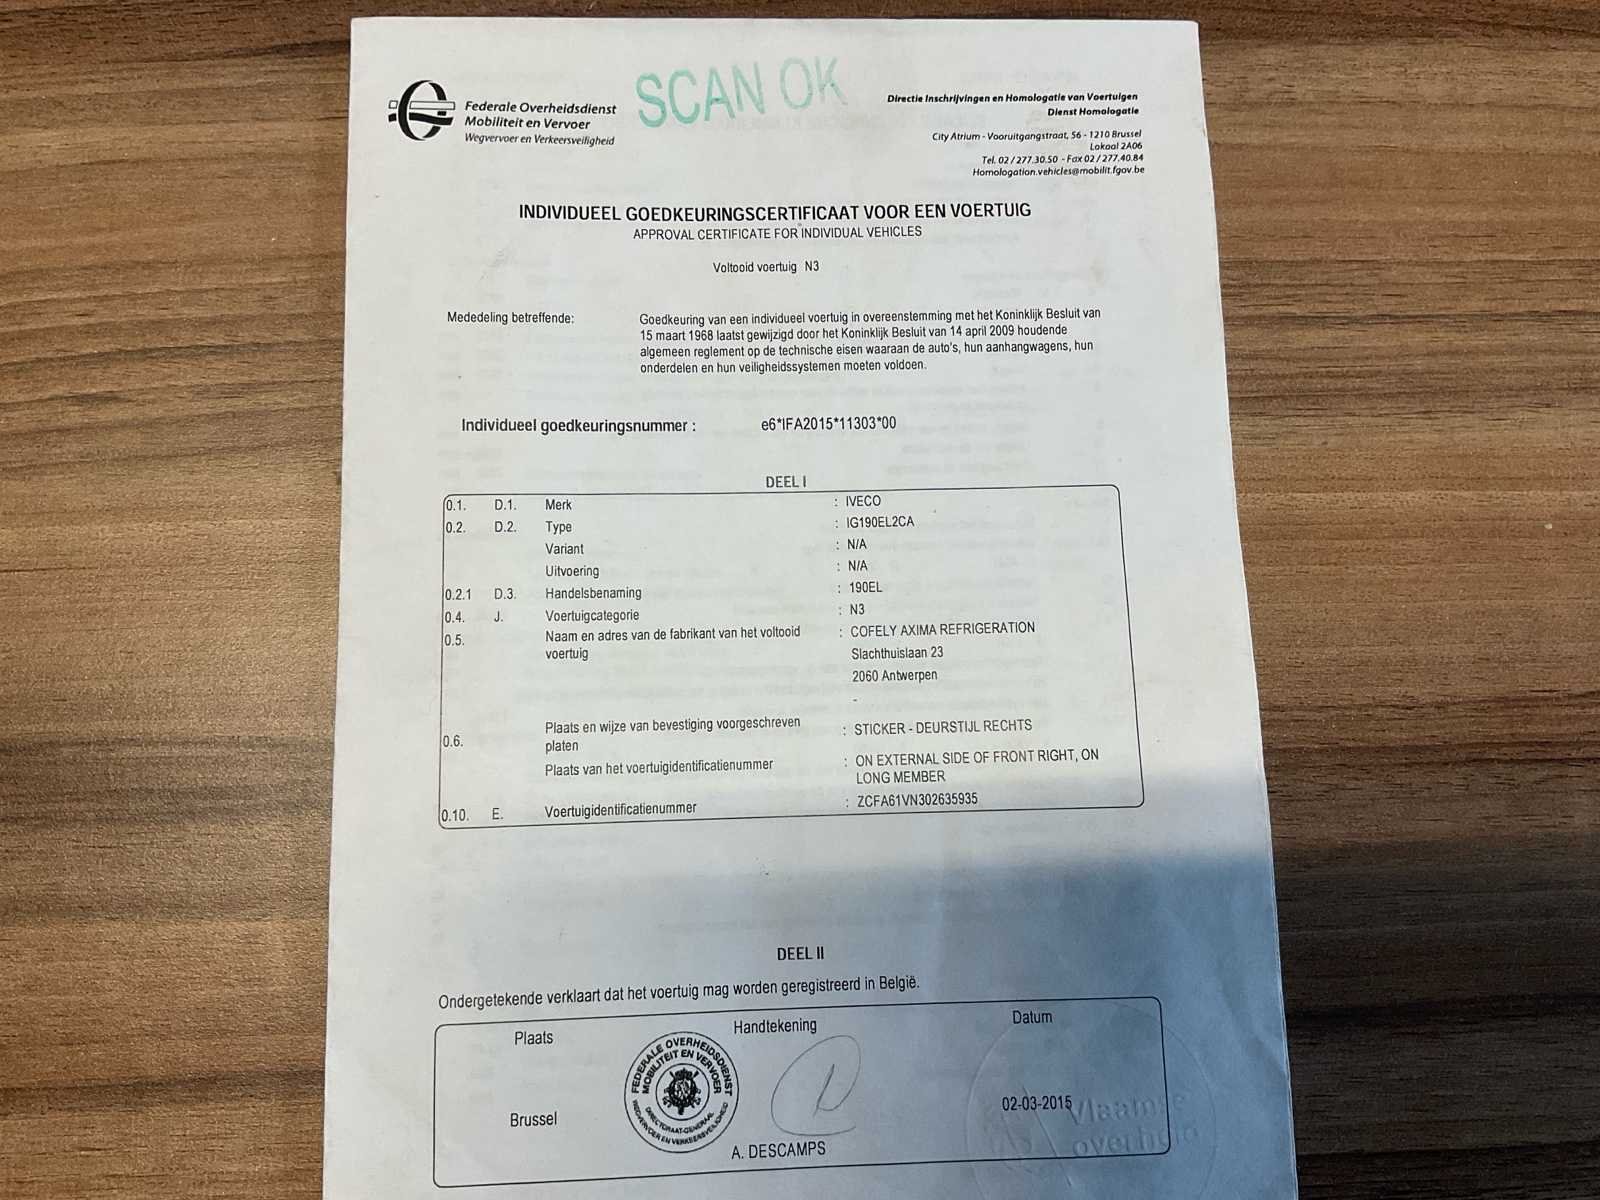 Federale Overheidsdienst
Mobiliteit en Vervoer
Wegvervoer en Verkeersveiligheid
SCAN OK
Directie Inschrijvingen en Homologatie van Voertuigen
Dienst Homologatie
City Atrium - Vooruitgangstraat, 56 - 1210 Brussel
Lokaal 2A06
Tel. 02 / 277.30.50 - Fax 02 / 277.40.84
Homologation.vehicles@mobilit.fgov.be
INDIVIDUEEL GOEDKEURINGSCERTIFICAAT VOOR EEN VOERTUIG
APPROVAL CERTIFICATE FOR INDIVIDUAL VEHICLES
Voltooid voertuig N3
Mededeling betreffende: Goedkeuring van een individueel voertuig in overeenstemming met het Koninklijk Besluit van
15 maart 1968 laatst gewijzigd door het Koninklijk Besluit van 14 april 2009 houdende
algemeen reglement op de technische eisen waaraan de auto's, hun aanhangwagens, hun
onderdelen en hun veiligheidssystemen moeten voldoen.
Individueel goedkeuringsnummer : e6*IFA2015*11303*00
DEEL I
0.1. D.1. Merk : IVECO
0.2. D.2. Type : IG190EL2CA
Variant : N/A
Uitvoering : N/A
0.2.1 D.3. Handelsbenaming : 190EL
0.4. J. Voertuigcategorie : N3
0.5. Naam en adres van de fabrikant van het voltooid : COFELY AXIMA REFRIGERATION
voertuig Slachthuislaan 23
2060 Antwerpen
-
0.6. Plaats en wijze van bevestiging voorgeschreven : STICKER - DEURSTIJL RECHTS
platen
Plaats van het voertuigidentificatienummer : ON EXTERNAL SIDE OF FRONT RIGHT, ON
LONG MEMBER
0.10. E. Voertuigidentificatienummer : ZCFA61VN302635935
DEEL II
Ondergetekende verklaart dat het voertuig mag worden geregistreerd in België.
Plaats Handtekening Datum
FEDERALE OVERHEIDSDIENST
MOBILITEIT EN VERVOER
DIRECTORAAT-GENERAAL
WEGVERVOER EN VERKEERSVEILIGHEID
Brussel 02-03-2015
A. DESCAMPS
Vlaamse
overheid